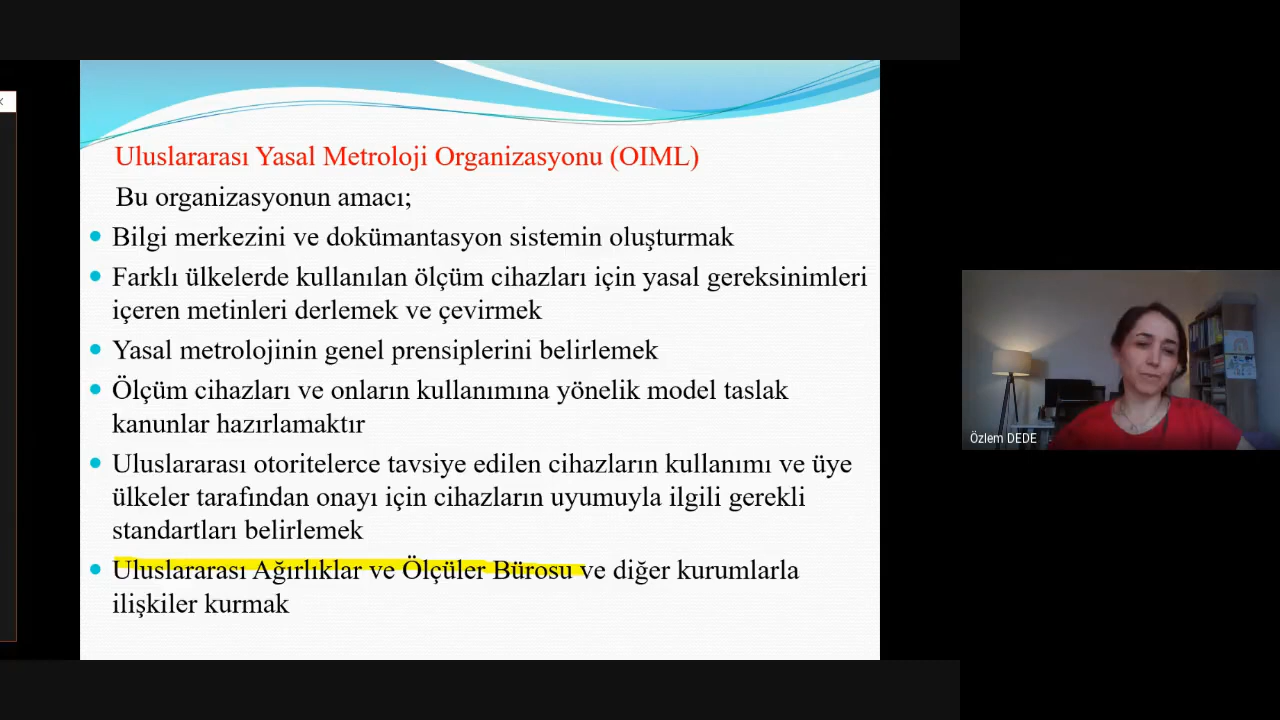 Uluslararası Yasal Metroloji Organizasyonu (OIML)
Bu organizasyonun amacı;
Bilgi merkezini ve dokümantasyon sistemin oluşturmak
Farklı ülkelerde kullanılan ölçüm cihazları için yasal gereksinimleri
içeren metinleri derlemek ve çevirmek
Yasal metrolojinin genel prensiplerini belirlemek
Ölçüm cihazları ve onların kullanımına yönelik model taslak
kanunlar hazırlamaktır
Uluslararası otoritelerce tavsiye edilen cihazların kullanımı ve üye
ülkeler tarafından onayı için cihazların uyumuyla ilgili gerekli
standartları belirlemek
Uluslararası Ağırlıklar ve Ölçüler Bürosu ve diğer kurumlarla
ilişkiler kurmak
Özlem DEDE